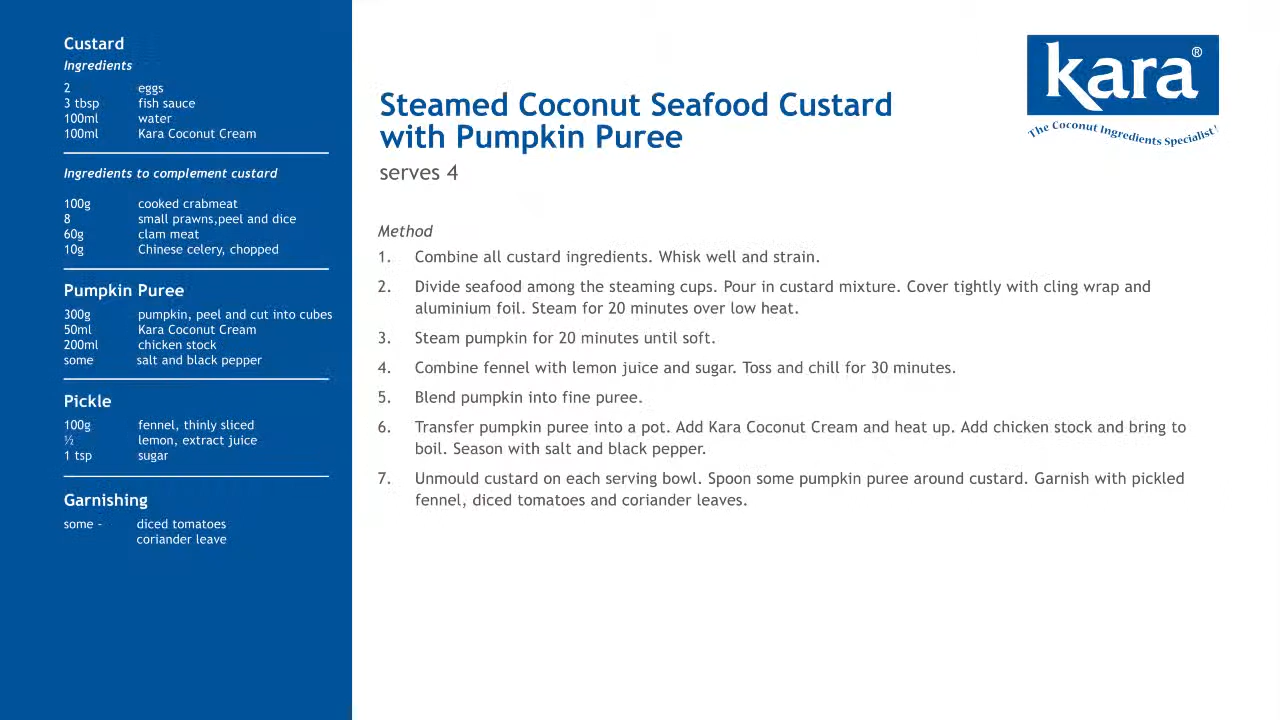 Custard
Ingredients
2 eggs
3 tbsp fish sauce
100ml water
100ml Kara Coconut Cream
Ingredients to complement custard
100g cooked crabmeat
8 small prawns,peel and dice
60g clam meat
10g Chinese celery, chopped
Pumpkin Puree
300g pumpkin, peel and cut into cubes
50ml Kara Coconut Cream
200ml chicken stock
some salt and black pepper
Pickle
100g fennel, thinly sliced
½ lemon, extract juice
1 tsp sugar
Garnishing
some - diced tomatoes
coriander leave
kara®
The Coconut Ingredients Specialist!
Steamed Coconut Seafood Custard
with Pumpkin Puree
serves 4
Method
1. Combine all custard ingredients. Whisk well and strain.
2. Divide seafood among the steaming cups. Pour in custard mixture. Cover tightly with cling wrap and
aluminium foil. Steam for 20 minutes over low heat.
3. Steam pumpkin for 20 minutes until soft.
4. Combine fennel with lemon juice and sugar. Toss and chill for 30 minutes.
5. Blend pumpkin into fine puree.
6. Transfer pumpkin puree into a pot. Add Kara Coconut Cream and heat up. Add chicken stock and bring to
boil. Season with salt and black pepper.
7. Unmould custard on each serving bowl. Spoon some pumpkin puree around custard. Garnish with pickled
fennel, diced tomatoes and coriander leaves.